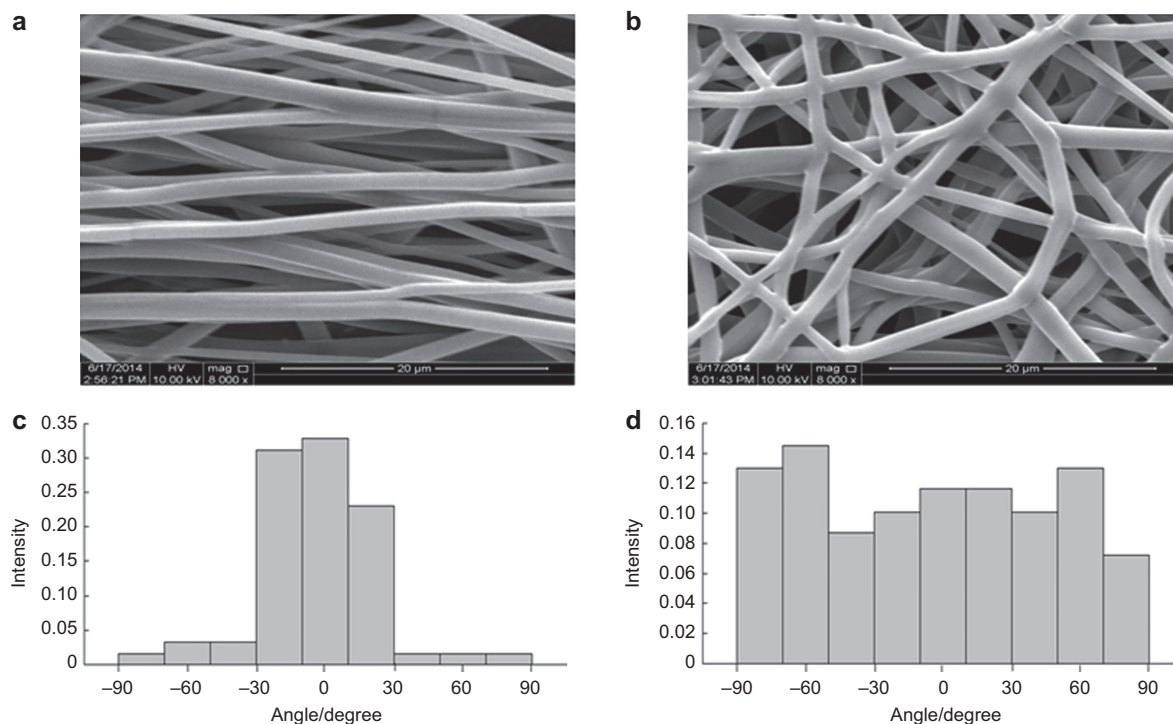 a
b
6/17/2014 HV mag
2:56:21 PM 10.00 kV 8 000 x
20 μm
6/17/2014 HV mag
3:01:43 PM 10.00 kV 8 000 x
20 μm
c
Intensity
0.35
0.30
0.25
0.20
0.15
0.10
0.05
0
–90 –60 –30 0 30 60 90
Angle/degree
d
Intensity
0.16
0.14
0.12
0.10
0.08
0.06
0.04
0.02
0
–90 –60 –30 0 30 60 90
Angle/degree